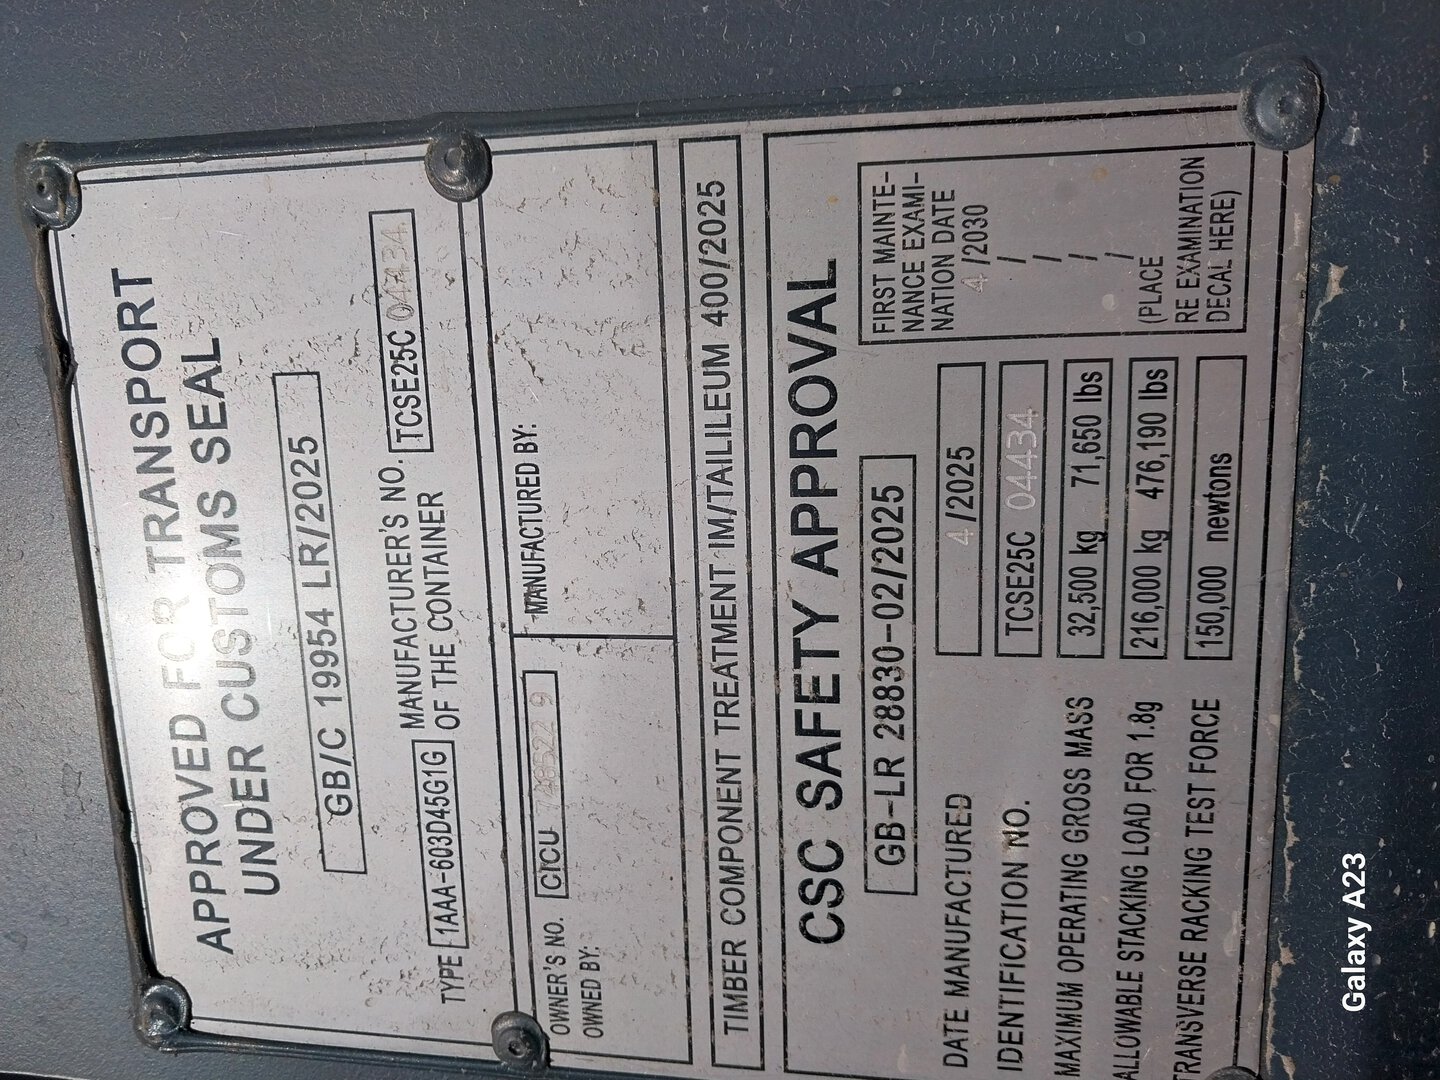 APPROVED FOR TRANSPORT
UNDER CUSTOMS SEAL
GB/C 19954 LR/2025
TYPE 1AAA-603D45G1G MANUFACTURER'S NO. OF THE CONTAINER TCSE25C 04434
OWNER'S NO. CICU 748522 9
OWNED BY:
MANUFACTURED BY:
TIMBER COMPONENT TREATMENT IM/TAILILEUM 400/2025
CSC SAFETY APPROVAL
GB-LR 28830-02/2025
DATE MANUFACTURED 4/2025
IDENTIFICATION NO. TCSE25C 04434
MAXIMUM OPERATING GROSS MASS 32,500 kg 71,650 lbs
ALLOWABLE STACKING LOAD FOR 1.8g 216,000 kg 476,190 lbs
TRANSVERSE RACKING TEST FORCE 150,000 newtons
FIRST MAINTE-
NANCE EXAMI-
NATION DATE
4 /2030
/
/
/
/
(PLACE
RE EXAMINATION
DECAL HERE)
Galaxy A23